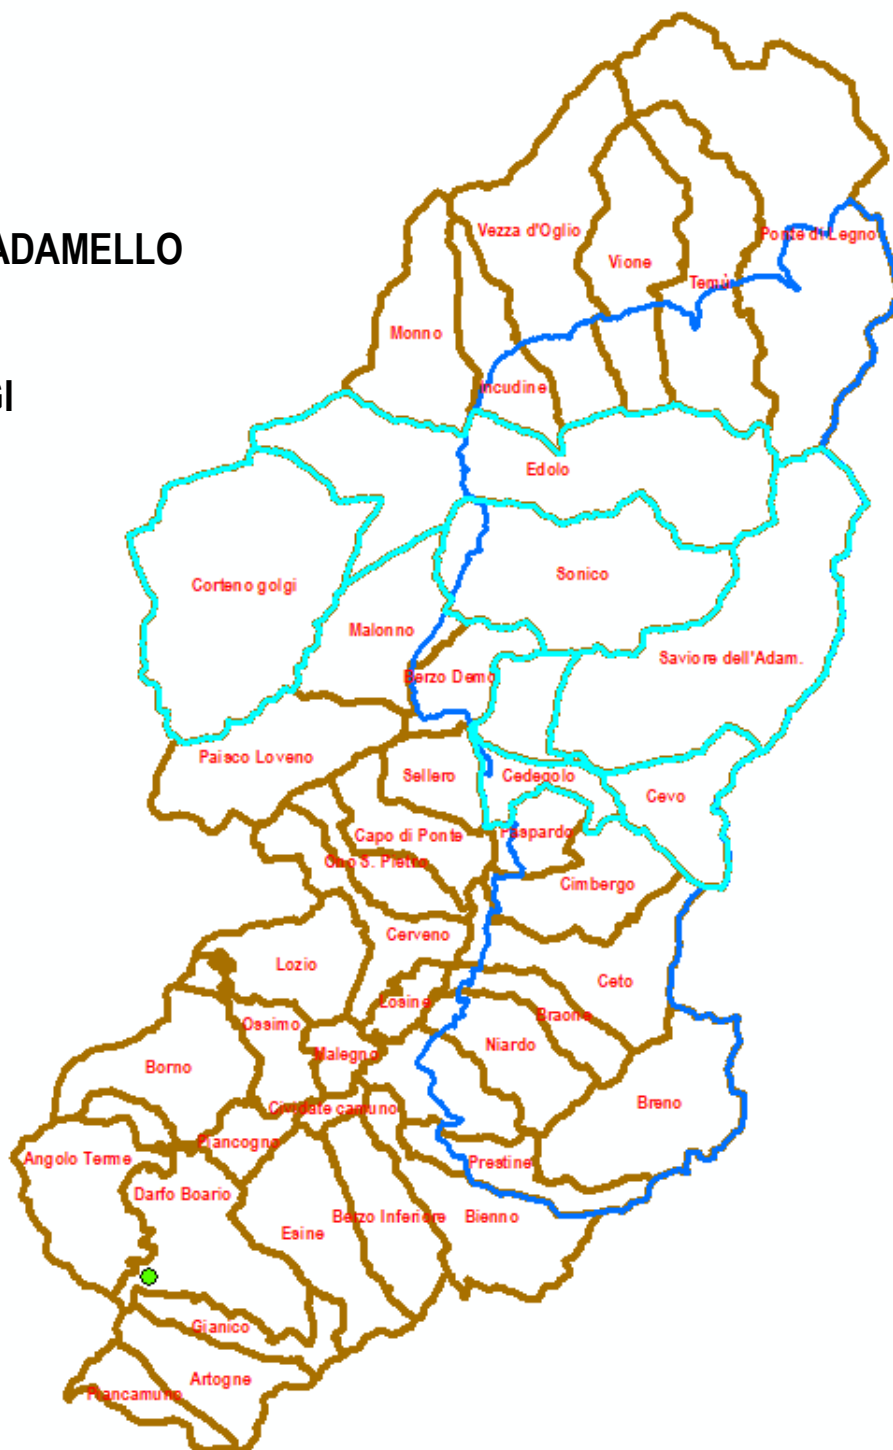 ADAMELLO
GI
Vezza d'Oglio
Vione
Ponte di Legno
Temù
Monno
Incudine
Edolo
Corteno golgi
Sonico
Malonno
Saviore dell'Adam.
Berzo Demo
Paisco Loveno
Sellero
Cedegolo
Cevo
Capo di Ponte
Paspardo
Ono S. Pietro
Cimbergo
Cerveno
Lozio
Ceto
Losine
Braone
Ossimo
Niardo
Malegno
Borno
Breno
Cividate camuno
Piancogno
Angolo Terme
Prestine
Darfo Boario
Berzo Inferiere
Bienno
Esine
Gianico
Artogne
Piancamuno